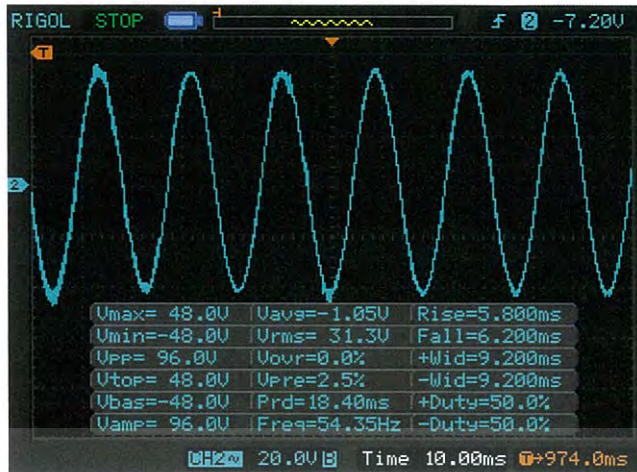 RIGOL STOP T F 2 -7.20V
T
2
Vmax= 48.0V Vavg=-1.05V Rise=5.800ms
Vmin=-48.0V Vrms= 31.3V Fall=6.200ms
Vpp= 96.0V Vovr=0.0% +Wid=9.200ms
Vtop= 48.0V Vpre=2.5% -Wid=9.200ms
Vbas=-48.0V Prd=18.40ms +Duty=50.0%
Vamp= 96.0V Freq=54.35Hz -Duty=50.0%
CH2~ 20.0V B Time 10.00ms T→974.0ms